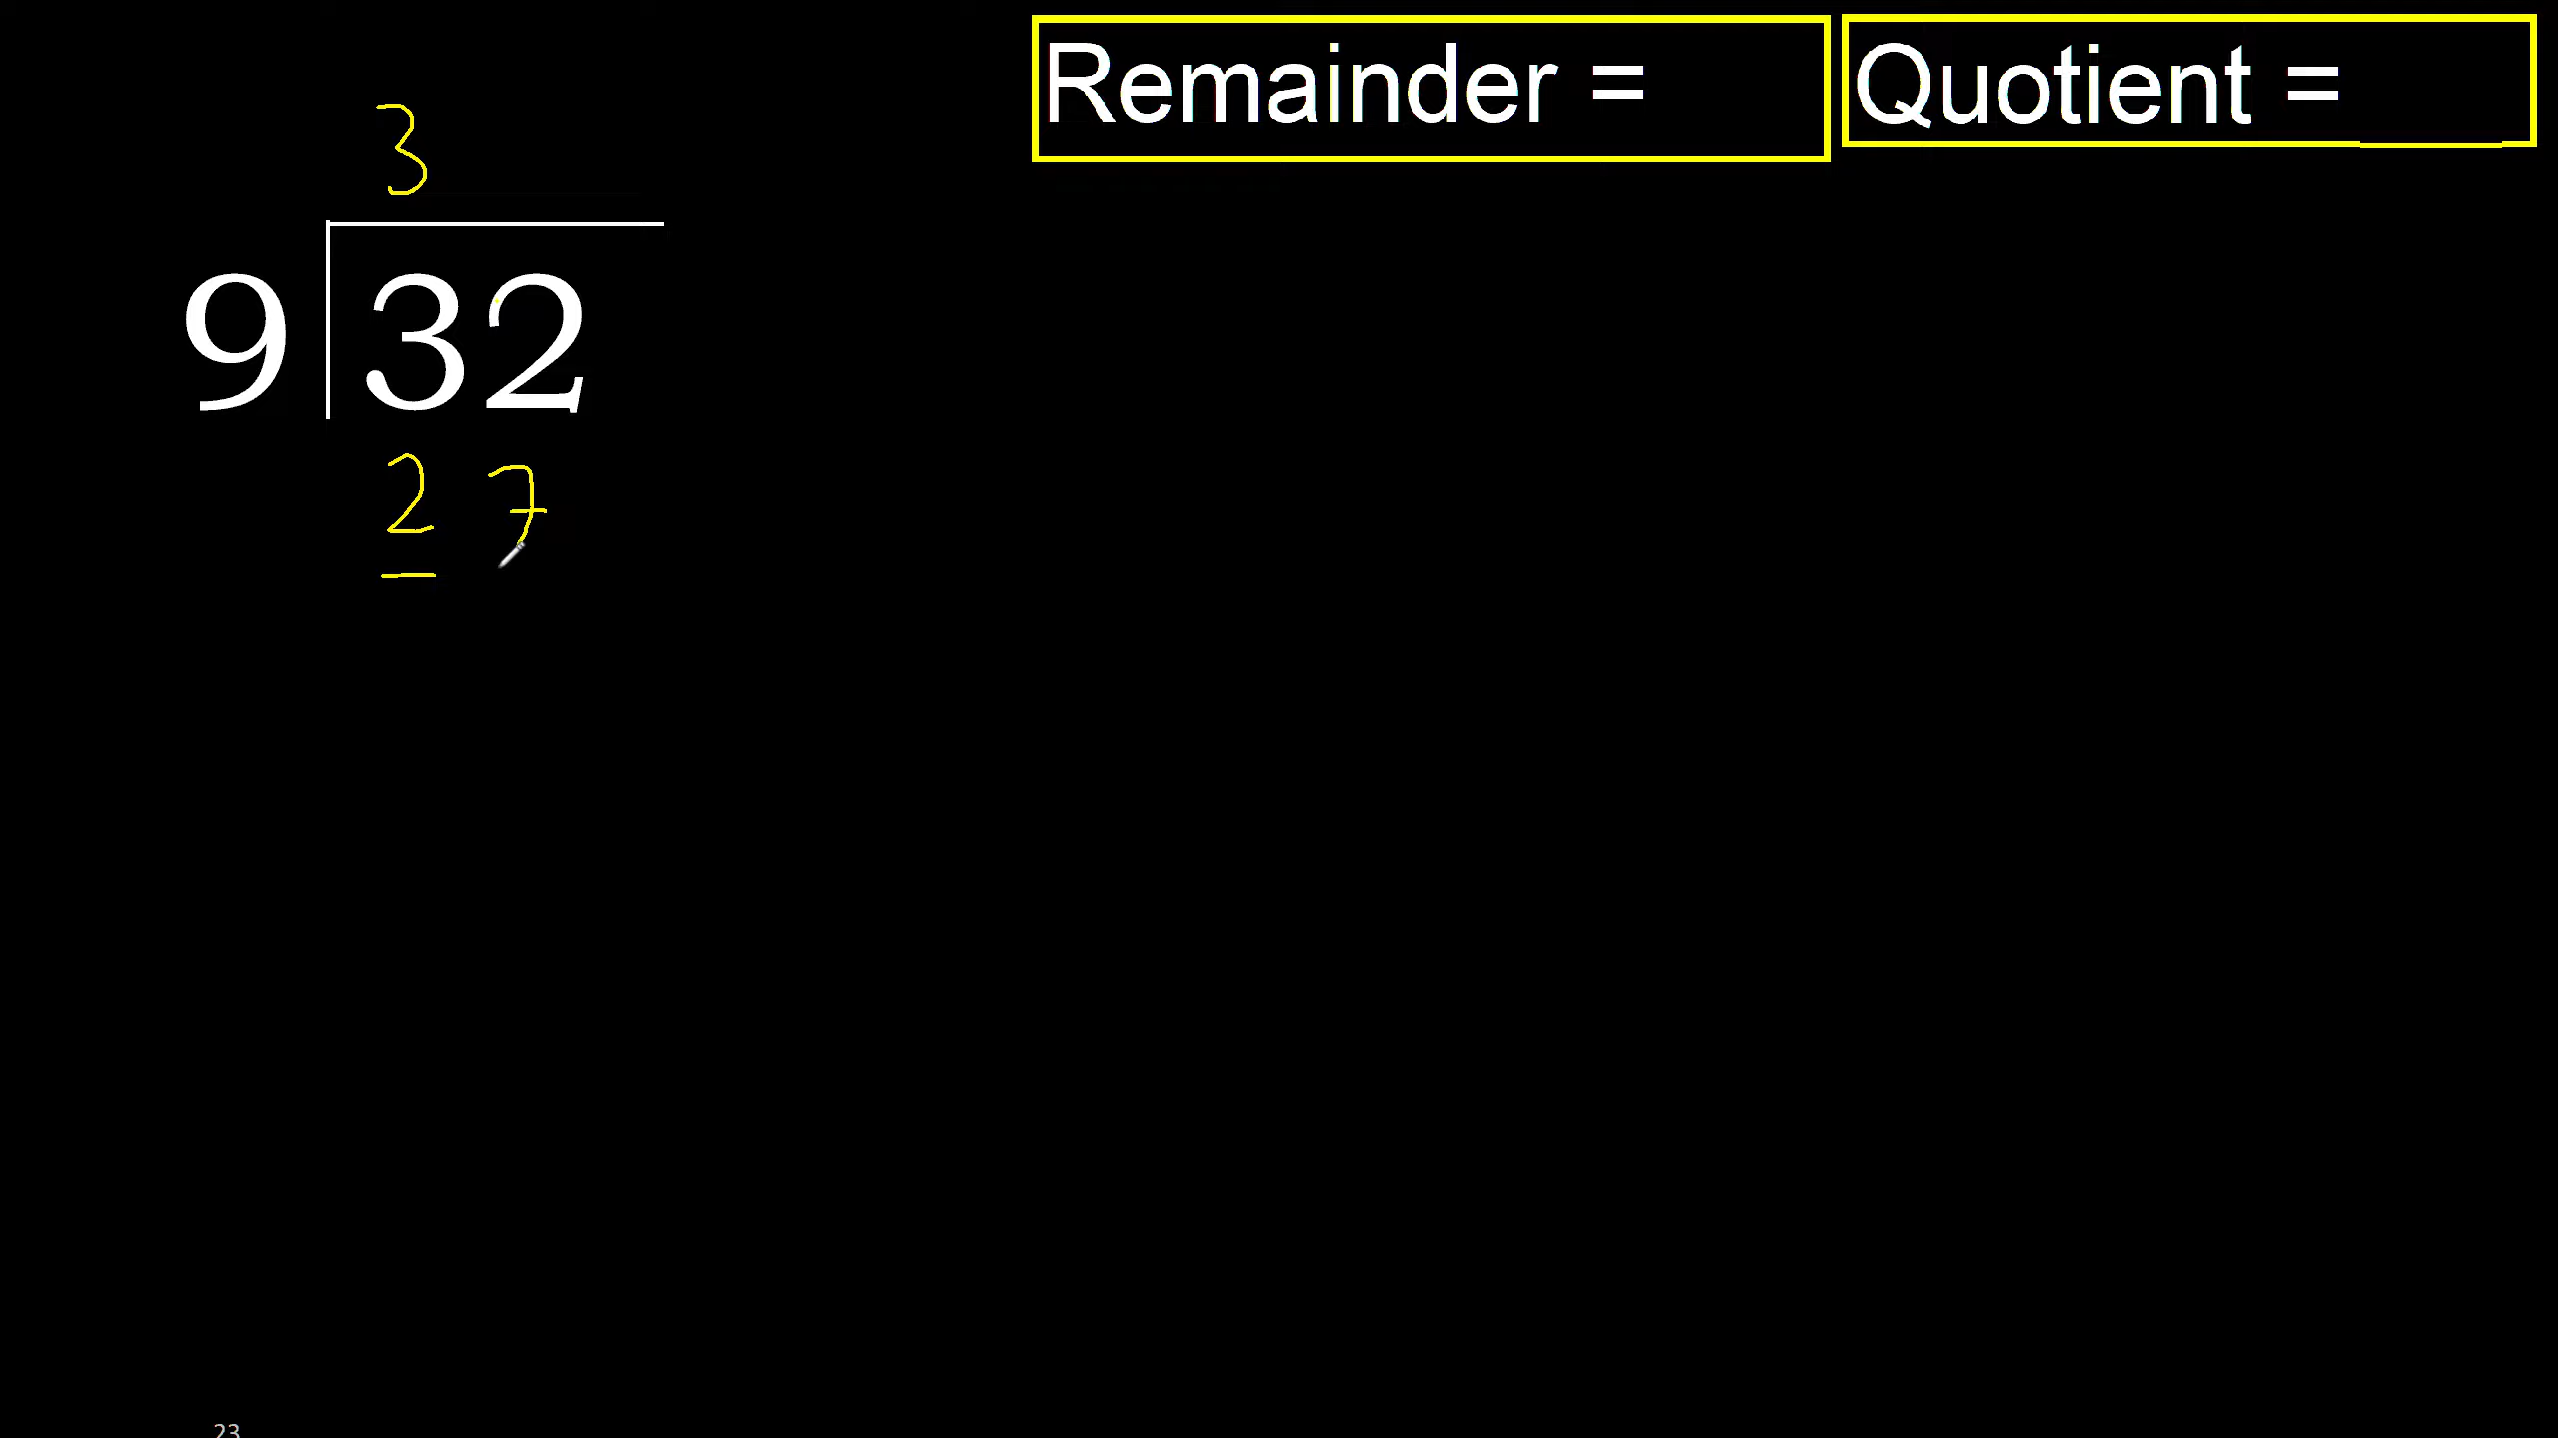 Remainder =
Quotient =
3
9 32
2 7
23